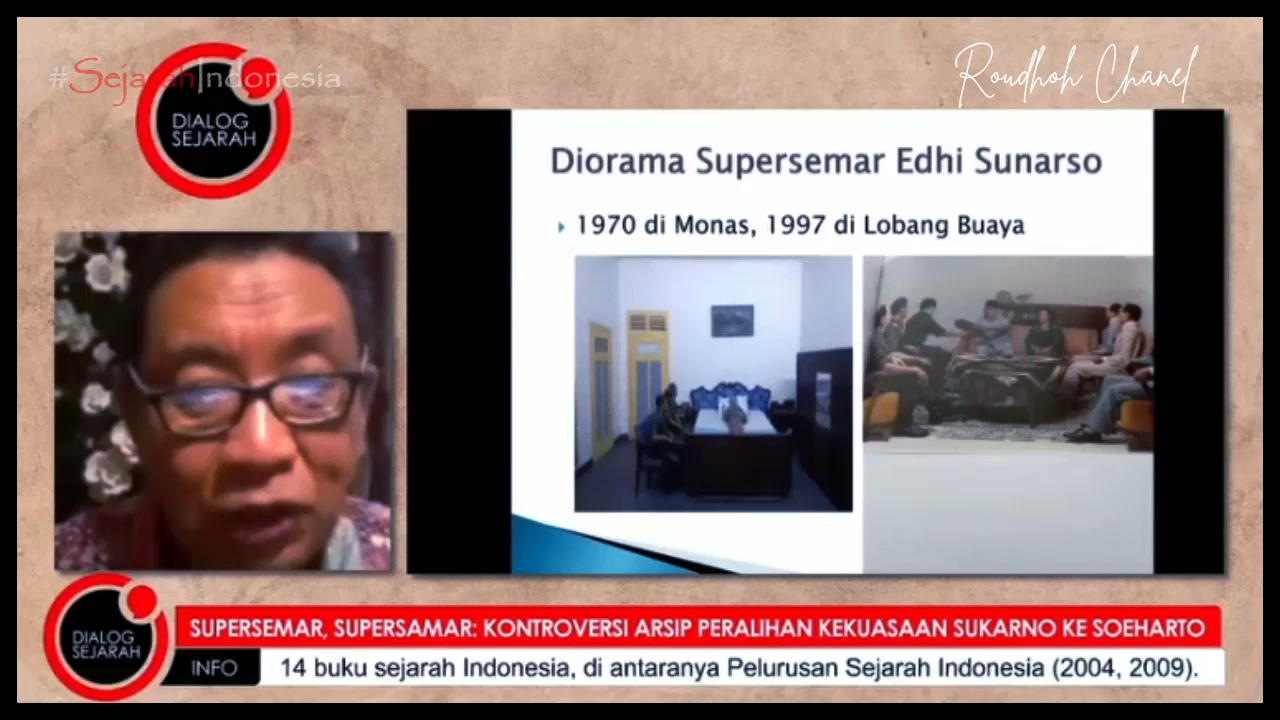 #SejarahIndonesia
Roudhoh Chanel
DIALOG
SEJARAH
Diorama Supersemar Edhi Sunarso
1970 di Monas, 1997 di Lobang Buaya
DIALOG
SEJARAH
SUPERSEMAR, SUPERSAMAR: KONTROVERSI ARSIP PERALIHAN KEKUASAAN SUKARNO KE SOEHARTO
INFO
14 buku sejarah Indonesia, di antaranya Pelurusan Sejarah Indonesia (2004, 2009).